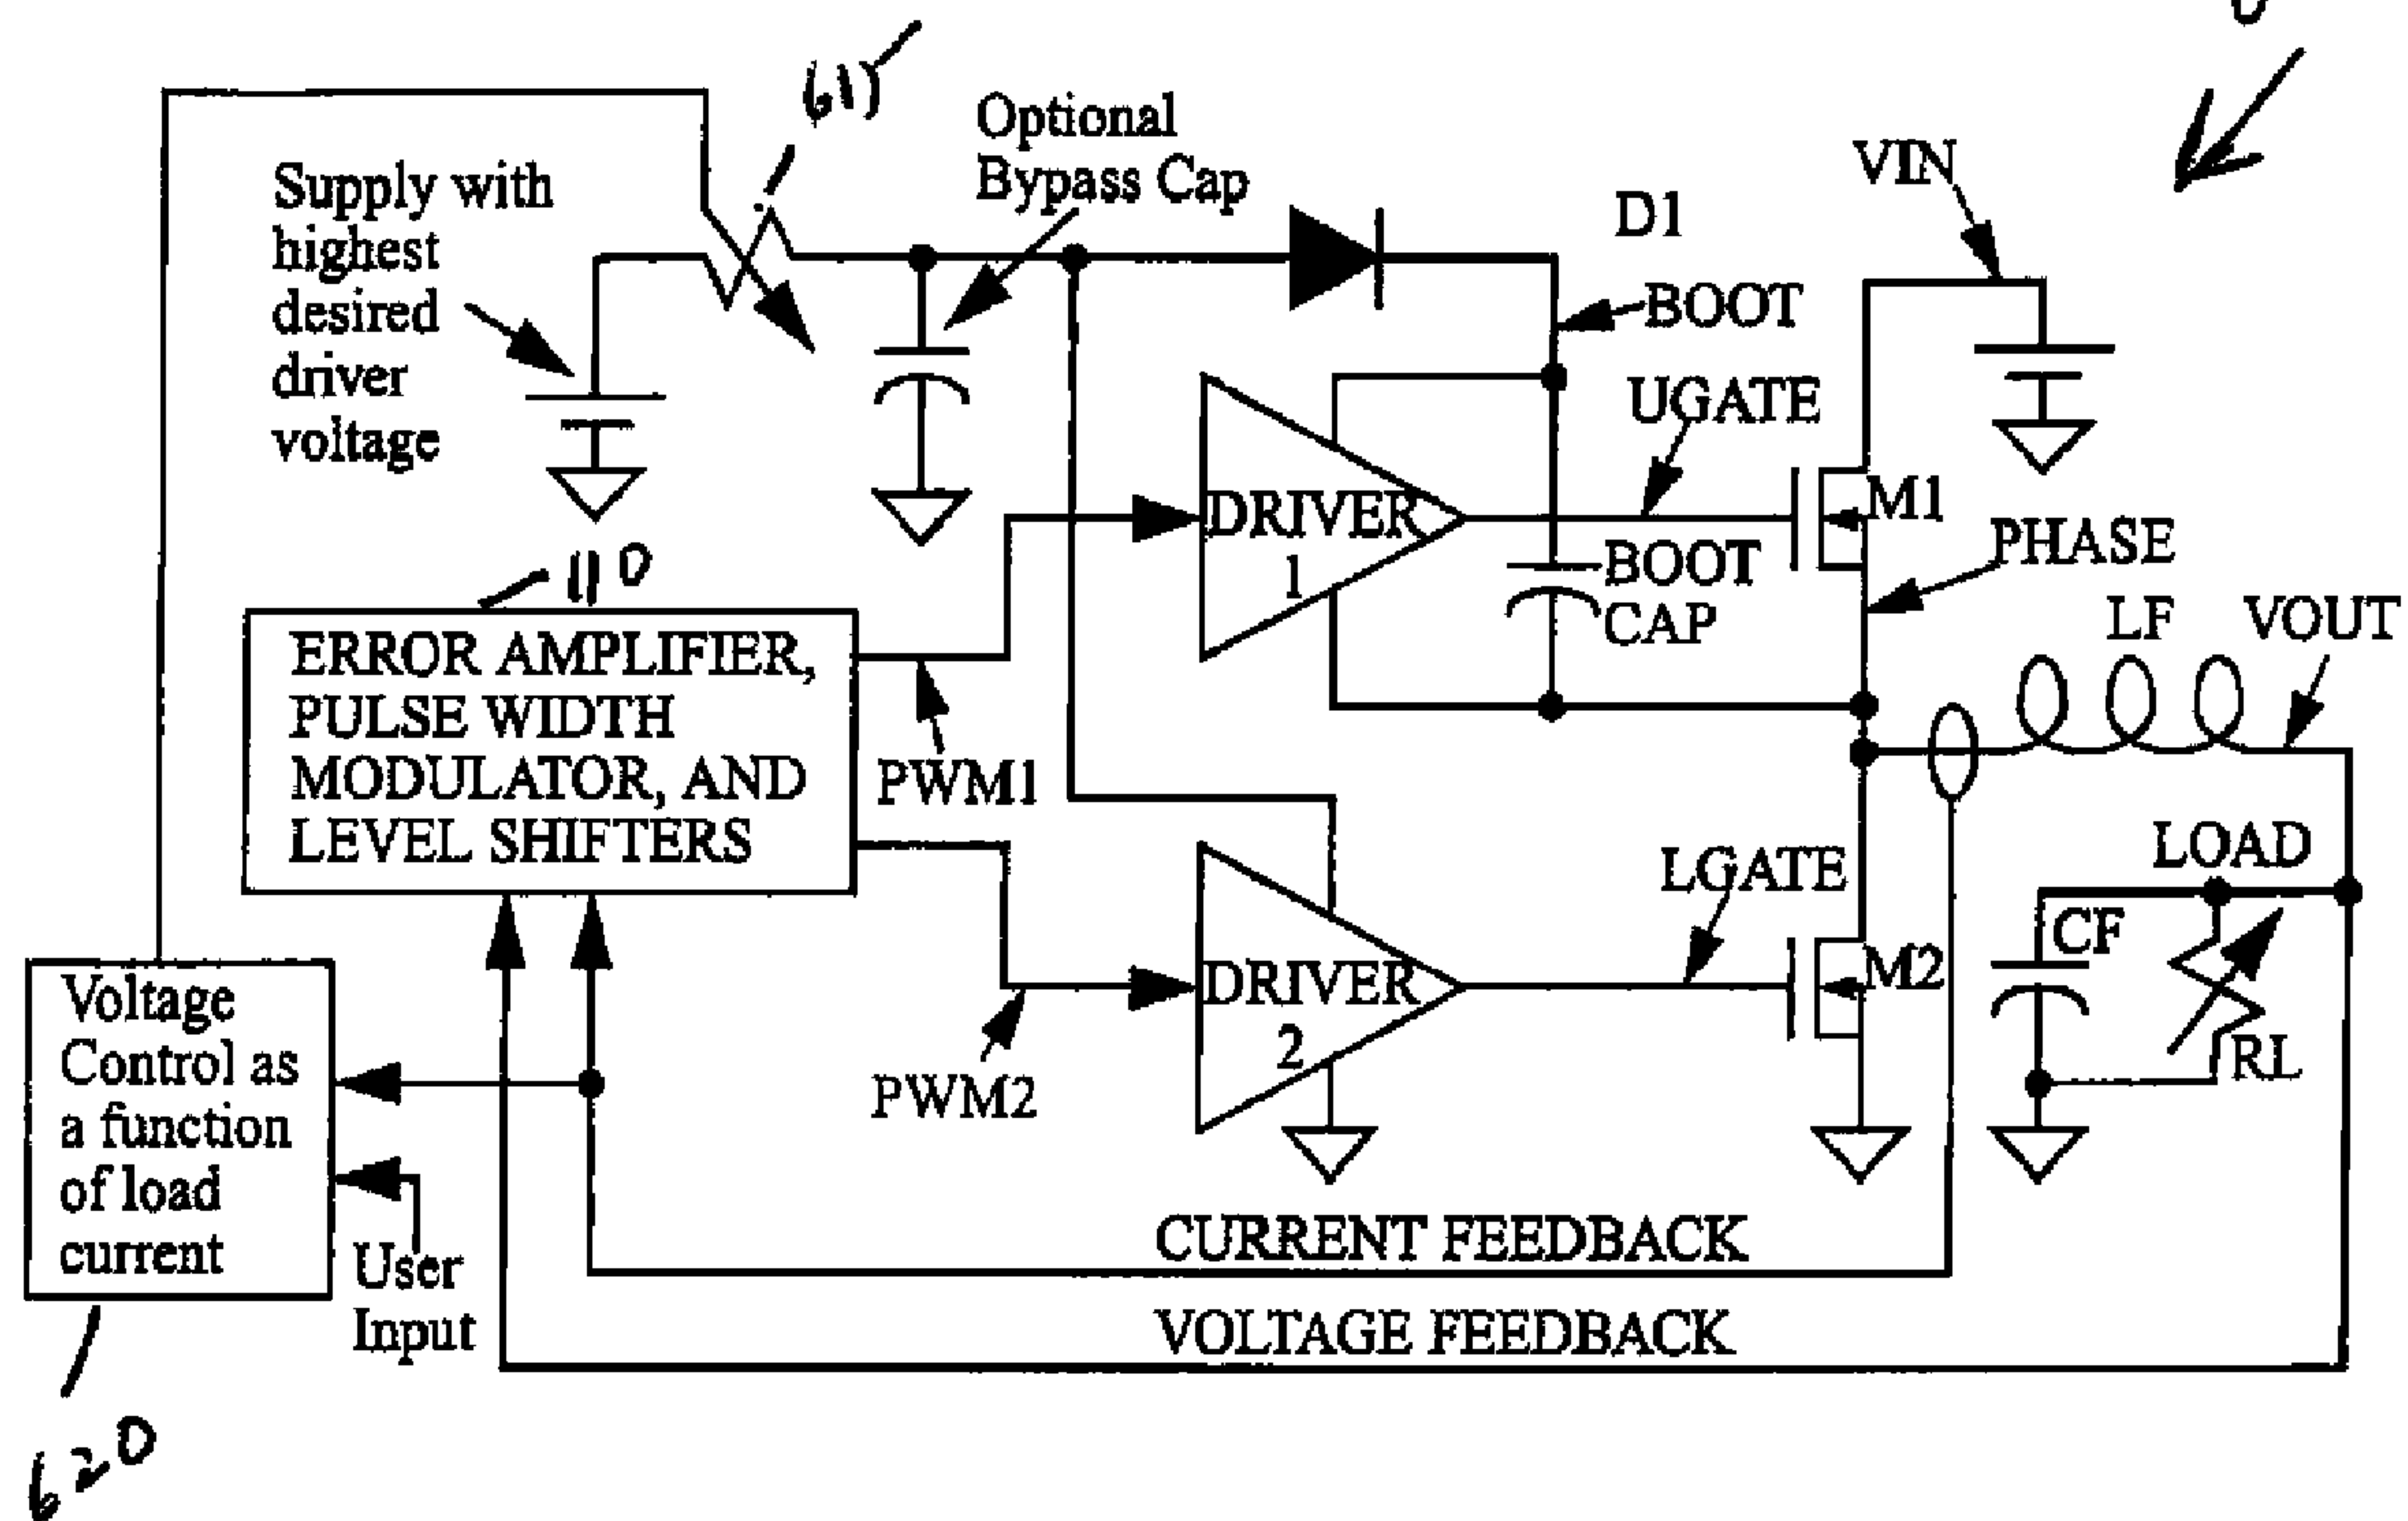 Optional
Bypass Cap
Supply with
highest
desired
driver
voltage
D1
VIN
BOOT
UGATE
DRIVER
1
M1
BOOT
CAP
PHASE
LF
VOUT
110
ERROR AMPLIFIER,
PULSE WIDTH
MODULATOR, AND
LEVEL SHIFTERS
PWM1
PWM2
DRIVER
2
LGATE
M2
LOAD
CF
RL
Voltage
Control as
a function
of load
current
User
Input
CURRENT FEEDBACK
VOLTAGE FEEDBACK
620